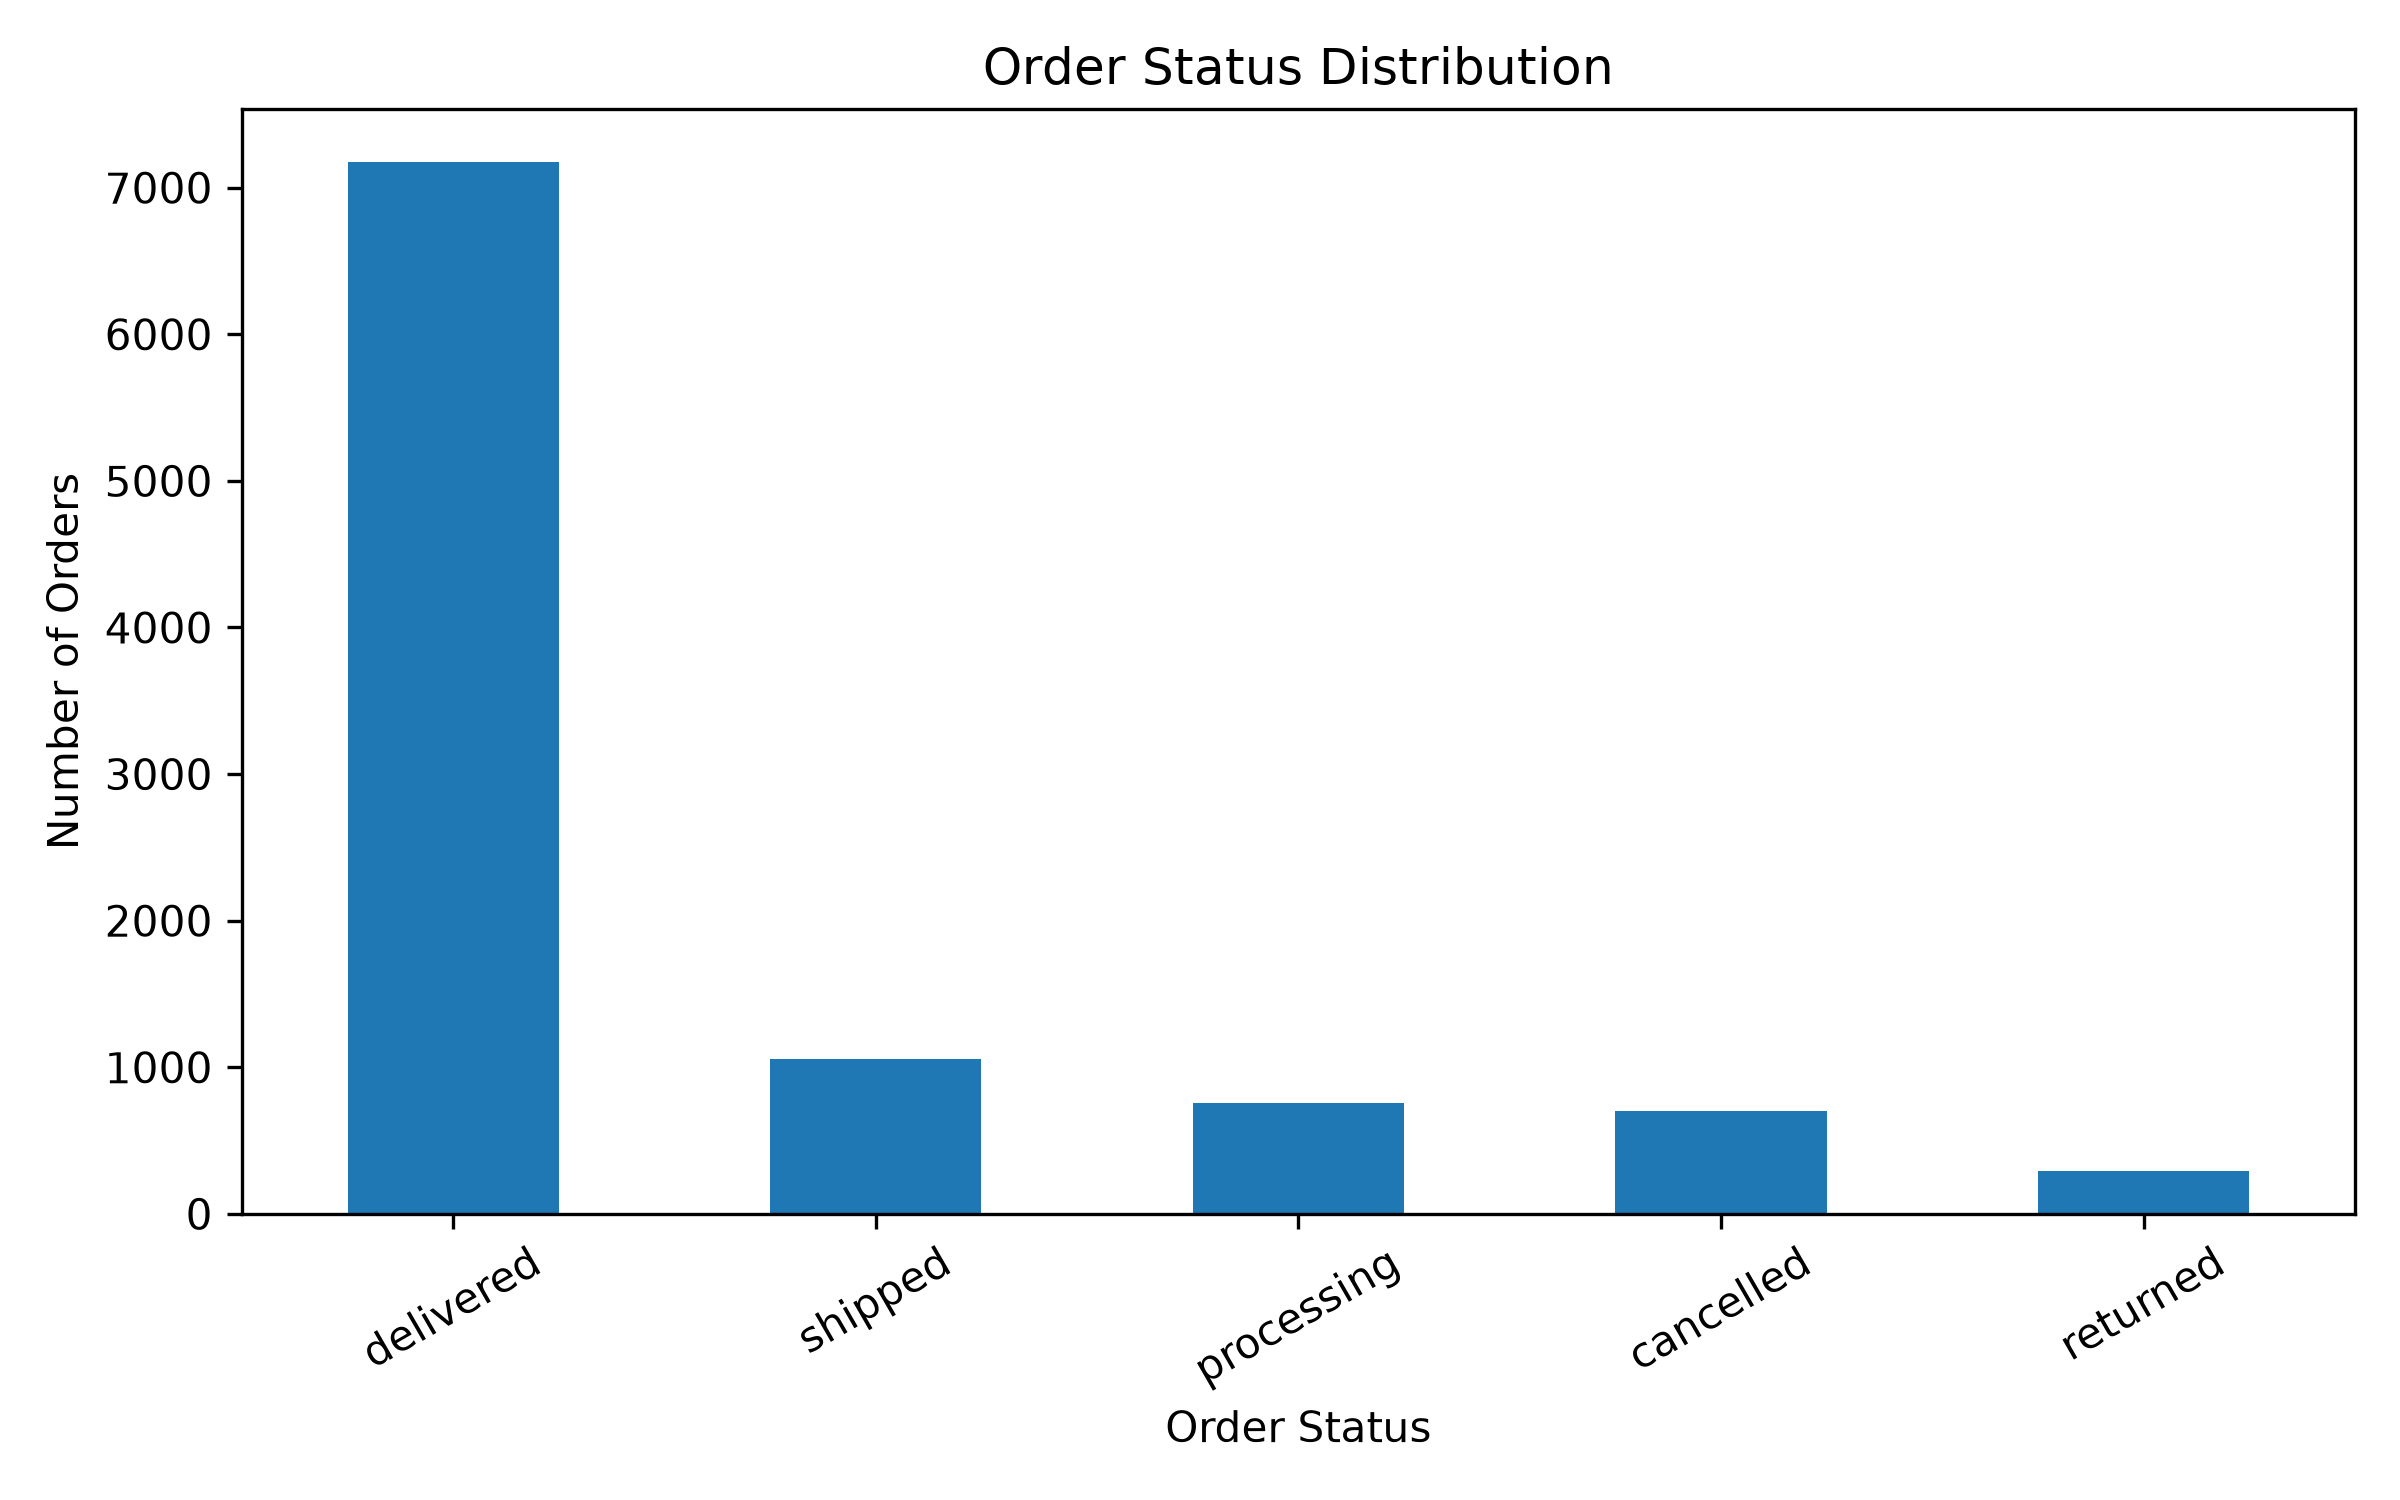 Order Status Distribution
Number of Orders
7000
6000
5000
4000
3000
2000
1000
0
delivered
shipped
processing
cancelled
returned
Order Status